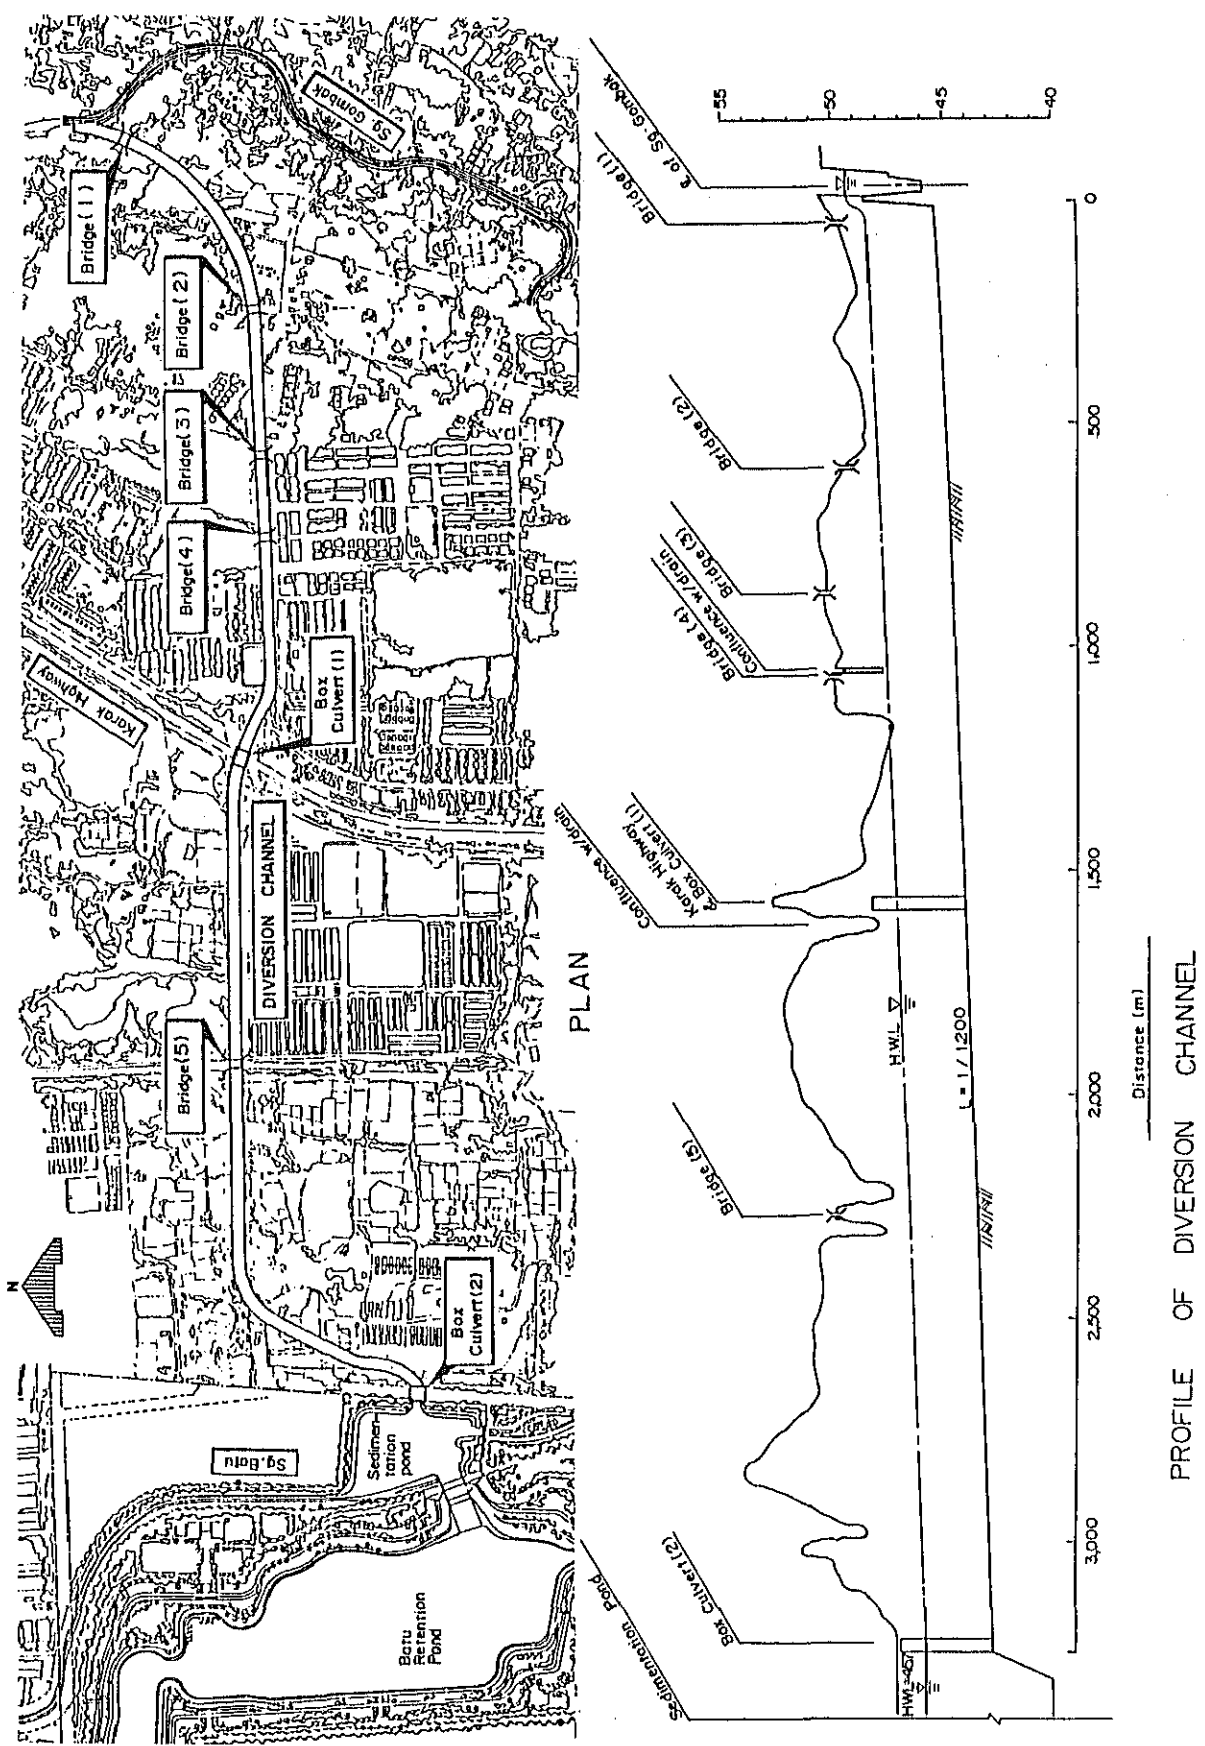 N
Bridge (1)
Bridge (2)
Bridge (3)
Bridge (4)
Bridge (5)
Sg. Gombak
Karak Highway
Box
Culvert (1)
DIVERSION CHANNEL
Box
Culvert (2)
Sg. Batu
Sedimen-
tation
pond
Batu
Retention
Pond
PLAN
Sedimentation Pond
Box Culvert (2)
Bridge (5)
Confluence w/drain
Karak Highway
& Box Culvert (1)
Bridge (4)
Confluence w/drain
Bridge (3)
Bridge (2)
Bridge (1)
℄ of Sg. Gombak
55
50
45
40
H.W.L
L = 1 / 1,200
0
500
1,000
1,500
2,000
2,500
3,000
Distance (m)
PROFILE OF DIVERSION CHANNEL